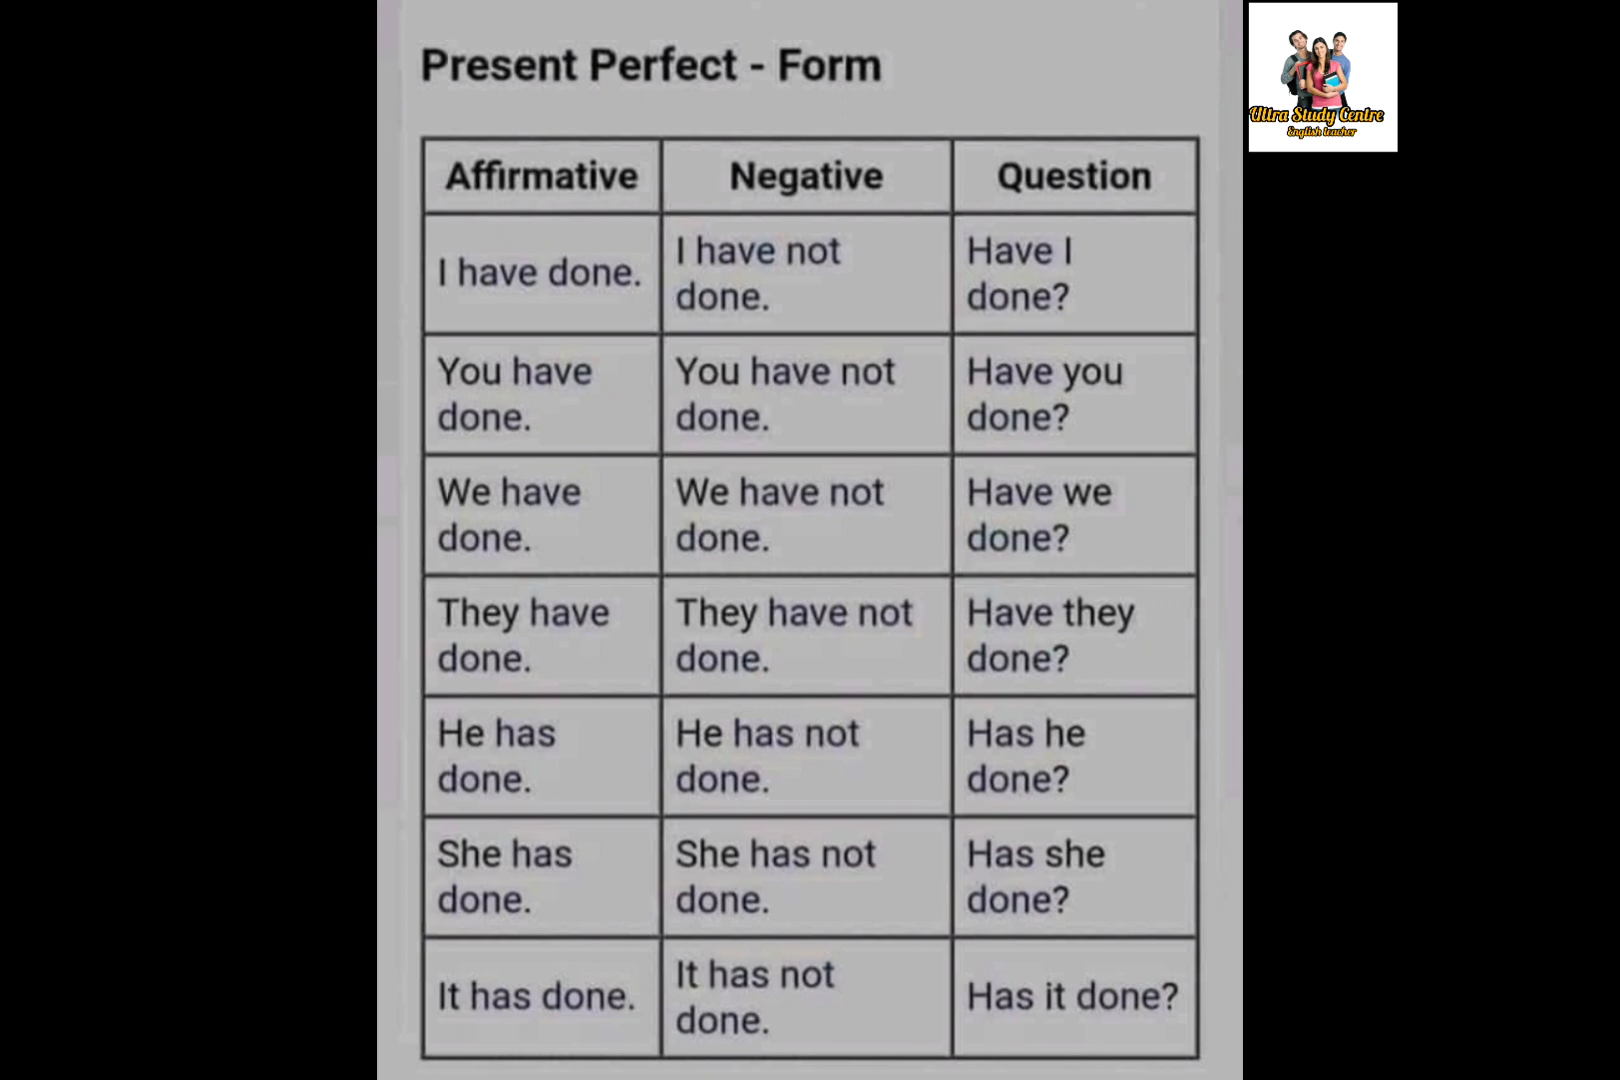 Present Perfect - Form
Ultra Study Centre
English teacher
Affirmative Negative Question
I have done. I have not done. Have I done?
You have done. You have not done. Have you done?
We have done. We have not done. Have we done?
They have done. They have not done. Have they done?
He has done. He has not done. Has he done?
She has done. She has not done. Has she done?
It has done. It has not done. Has it done?